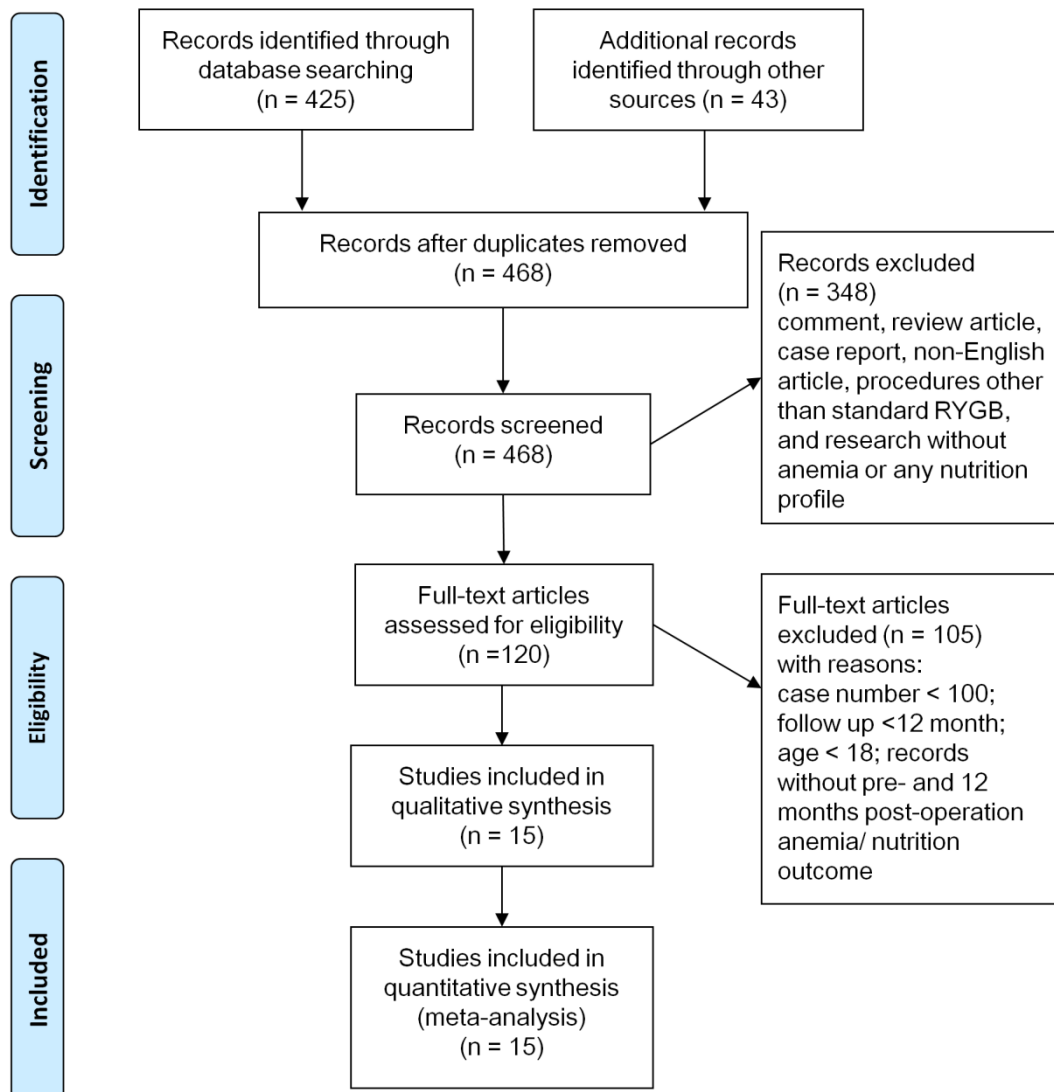 Identification
Records identified through
database searching
(n = 425)
Additional records
identified through other
sources (n = 43)
Records after duplicates removed
(n = 468)
Screening
Records screened
(n = 468)
Records excluded
(n = 348)
comment, review article,
case report, non-English
article, procedures other
than standard RYGB,
and research without
anemia or any nutrition
profile
Eligibility
Full-text articles
assessed for eligibility
(n =120)
Full-text articles
excluded (n = 105)
with reasons:
case number < 100;
follow up <12 month;
age < 18; records
without pre- and 12
months post-operation
anemia/ nutrition
outcome
Studies included in
qualitative synthesis
(n = 15)
Included
Studies included in
quantitative synthesis
(meta-analysis)
(n = 15)